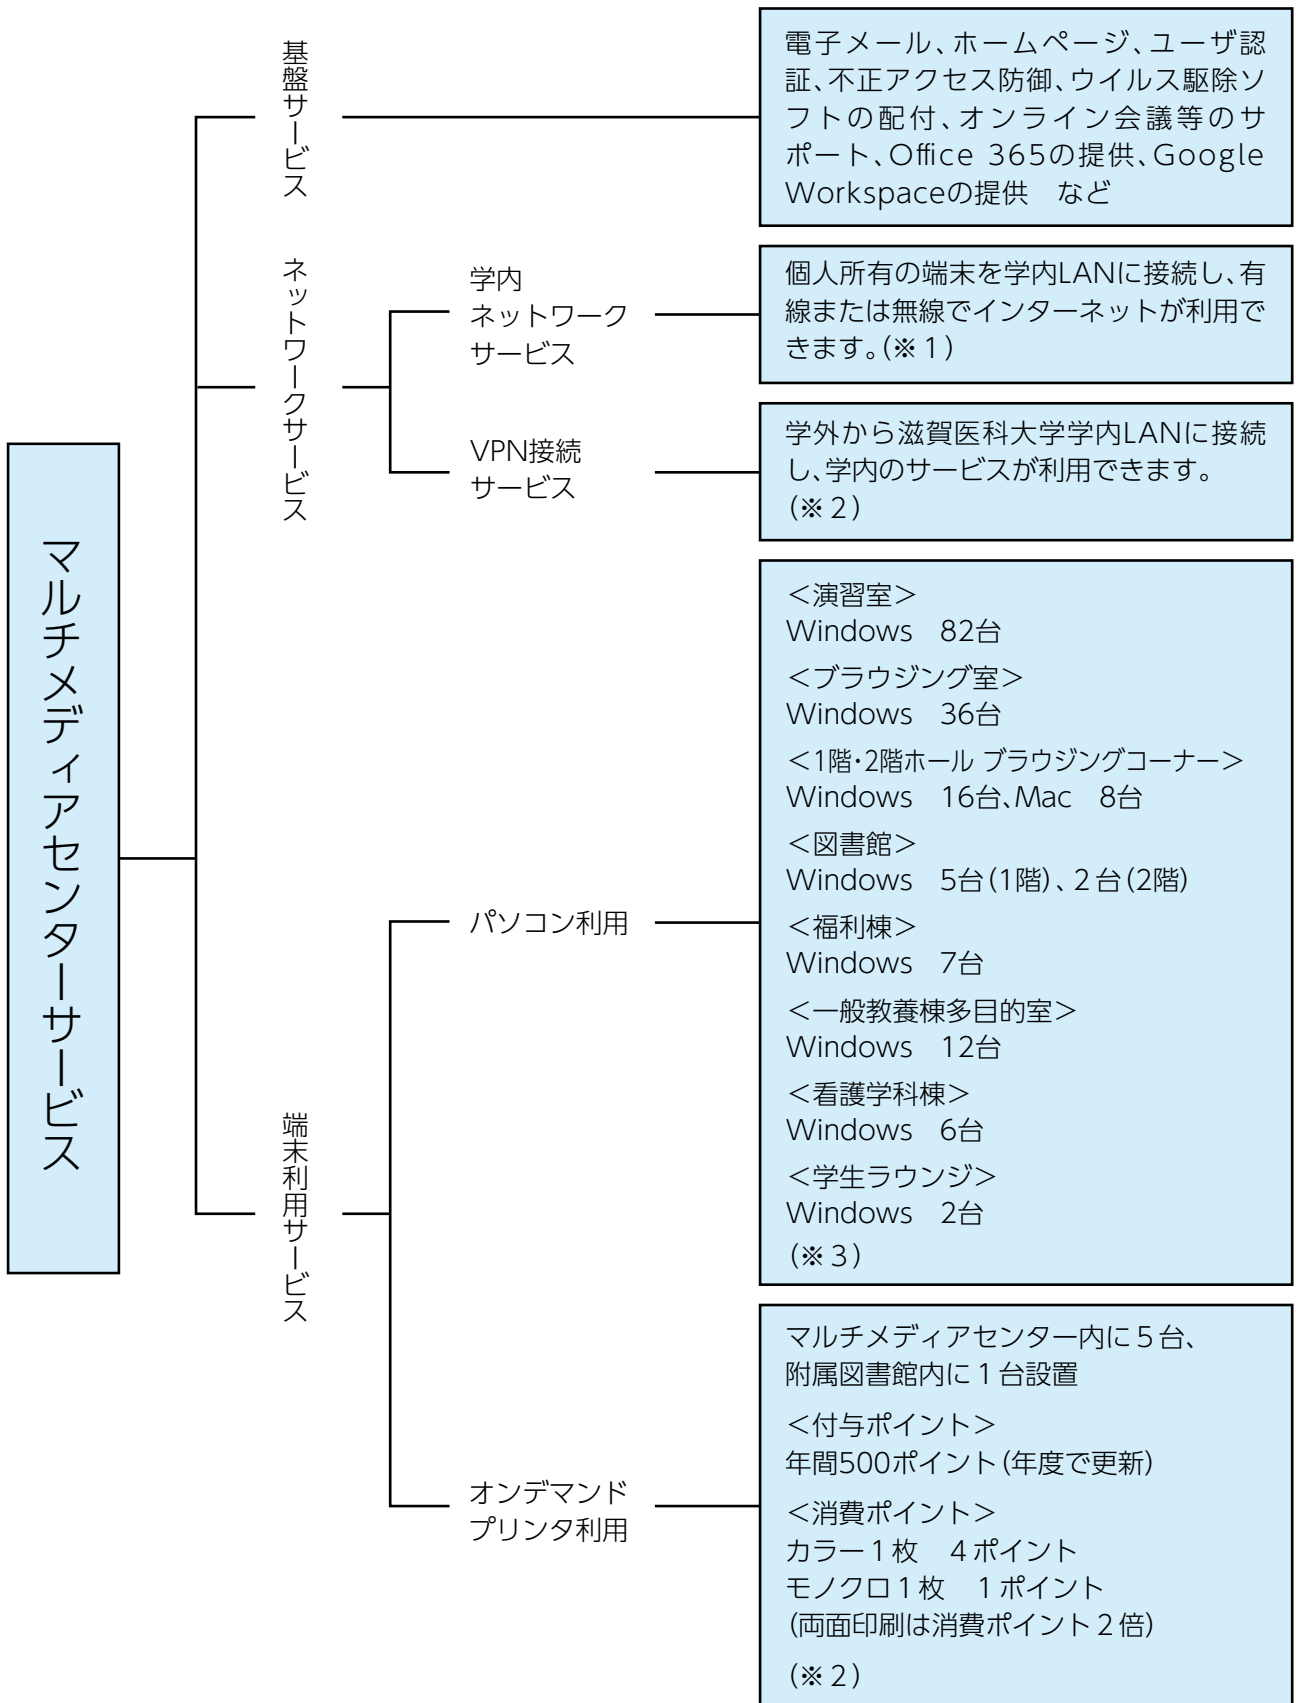 マルチメディアセンターサービス
基盤サービス
電子メール、ホームページ、ユーザ認
証、不正アクセス防御、ウイルス駆除ソ
フトの配付、オンライン会議等のサ
ポート、Office 365の提供、Google
Workspaceの提供　など
ネットワークサービス
学内
ネットワーク
サービス
個人所有の端末を学内LANに接続し、有
線または無線でインターネットが利用で
きます。(※１)
VPN接続
サービス
学外から滋賀医科大学学内LANに接続
し、学内のサービスが利用できます。
(※２)
端末利用サービス
パソコン利用
＜演習室＞
Windows　82台
＜ブラウジング室＞
Windows　36台
＜1階・2階ホール ブラウジングコーナー＞
Windows　16台、Mac　8台
＜図書館＞
Windows　5台(1階)、２台(2階)
＜福利棟＞
Windows　7台
＜一般教養棟多目的室＞
Windows　12台
＜看護学科棟＞
Windows　6台
＜学生ラウンジ＞
Windows　2台
(※３)
オンデマンド
プリンタ利用
マルチメディアセンター内に５台、
附属図書館内に１台設置
＜付与ポイント＞
年間500ポイント(年度で更新)
＜消費ポイント＞
カラー１枚　４ポイント
モノクロ１枚　１ポイント
(両面印刷は消費ポイント２倍)
(※２)